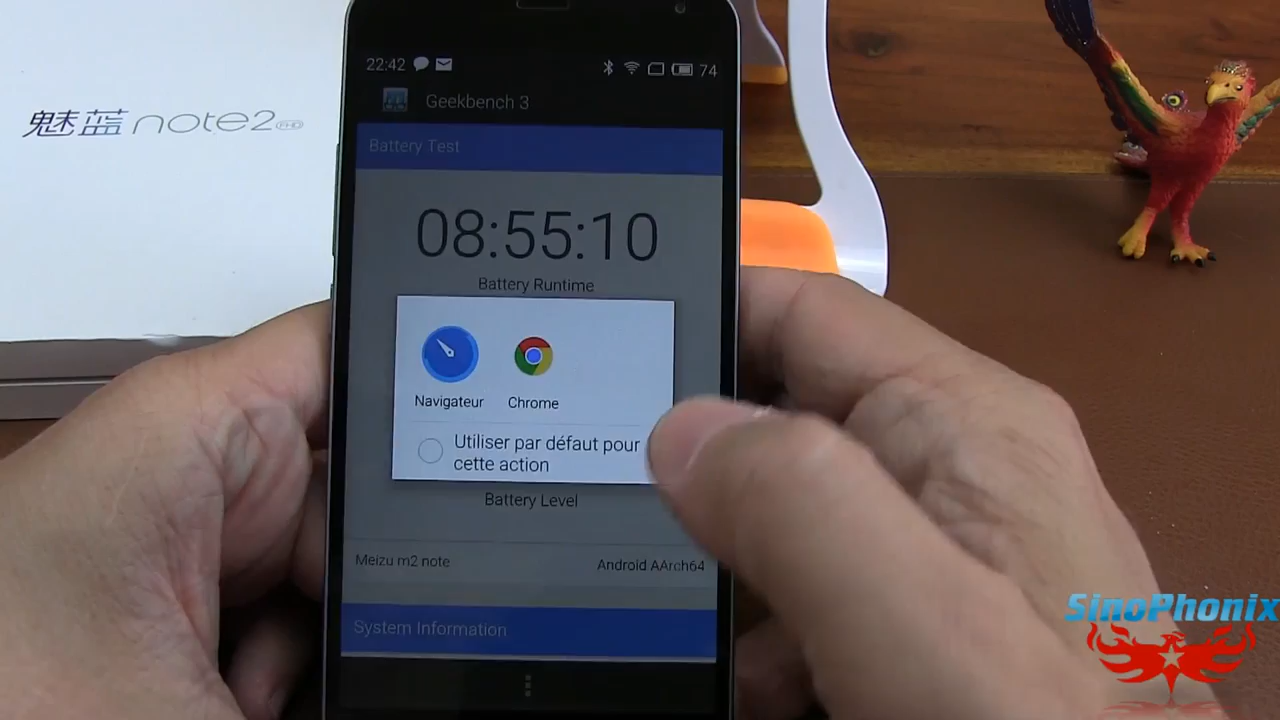 魅蓝 note2 FHD
22:42
74
Geekbench 3
Battery Test
08:55:10
Battery Runtime
Navigateur
Chrome
Utiliser par défaut pour
cette action
Battery Level
Meizu m2 note
Android AArch64
System Information
SinoPhonix